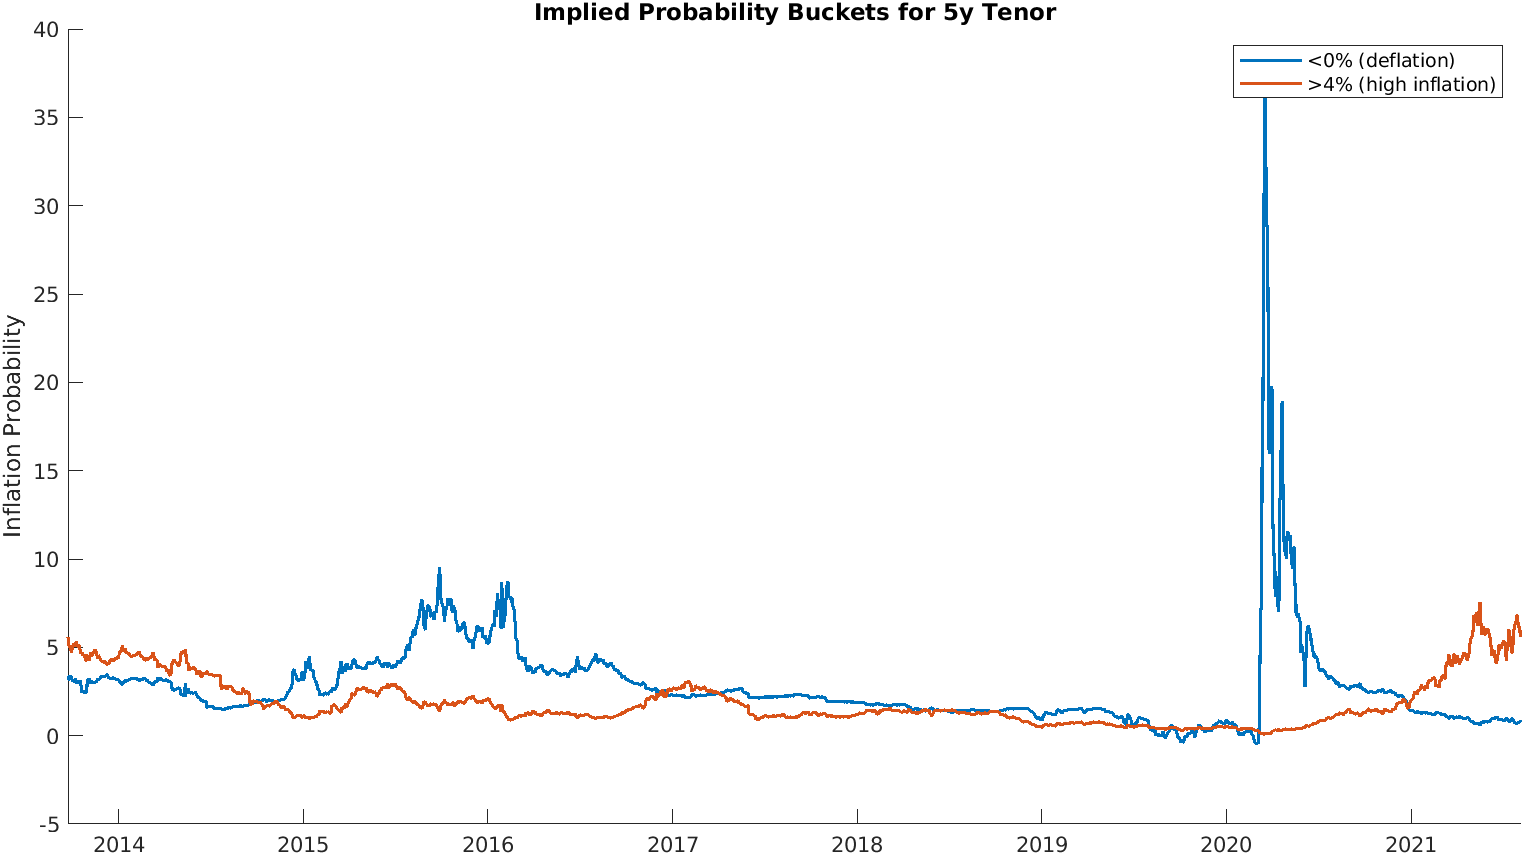 Implied Probability Buckets for 5y Tenor
<0% (deflation)
>4% (high inflation)
Inflation Probability
40
35
30
25
20
15
10
5
0
-5
2014 2015 2016 2017 2018 2019 2020 2021